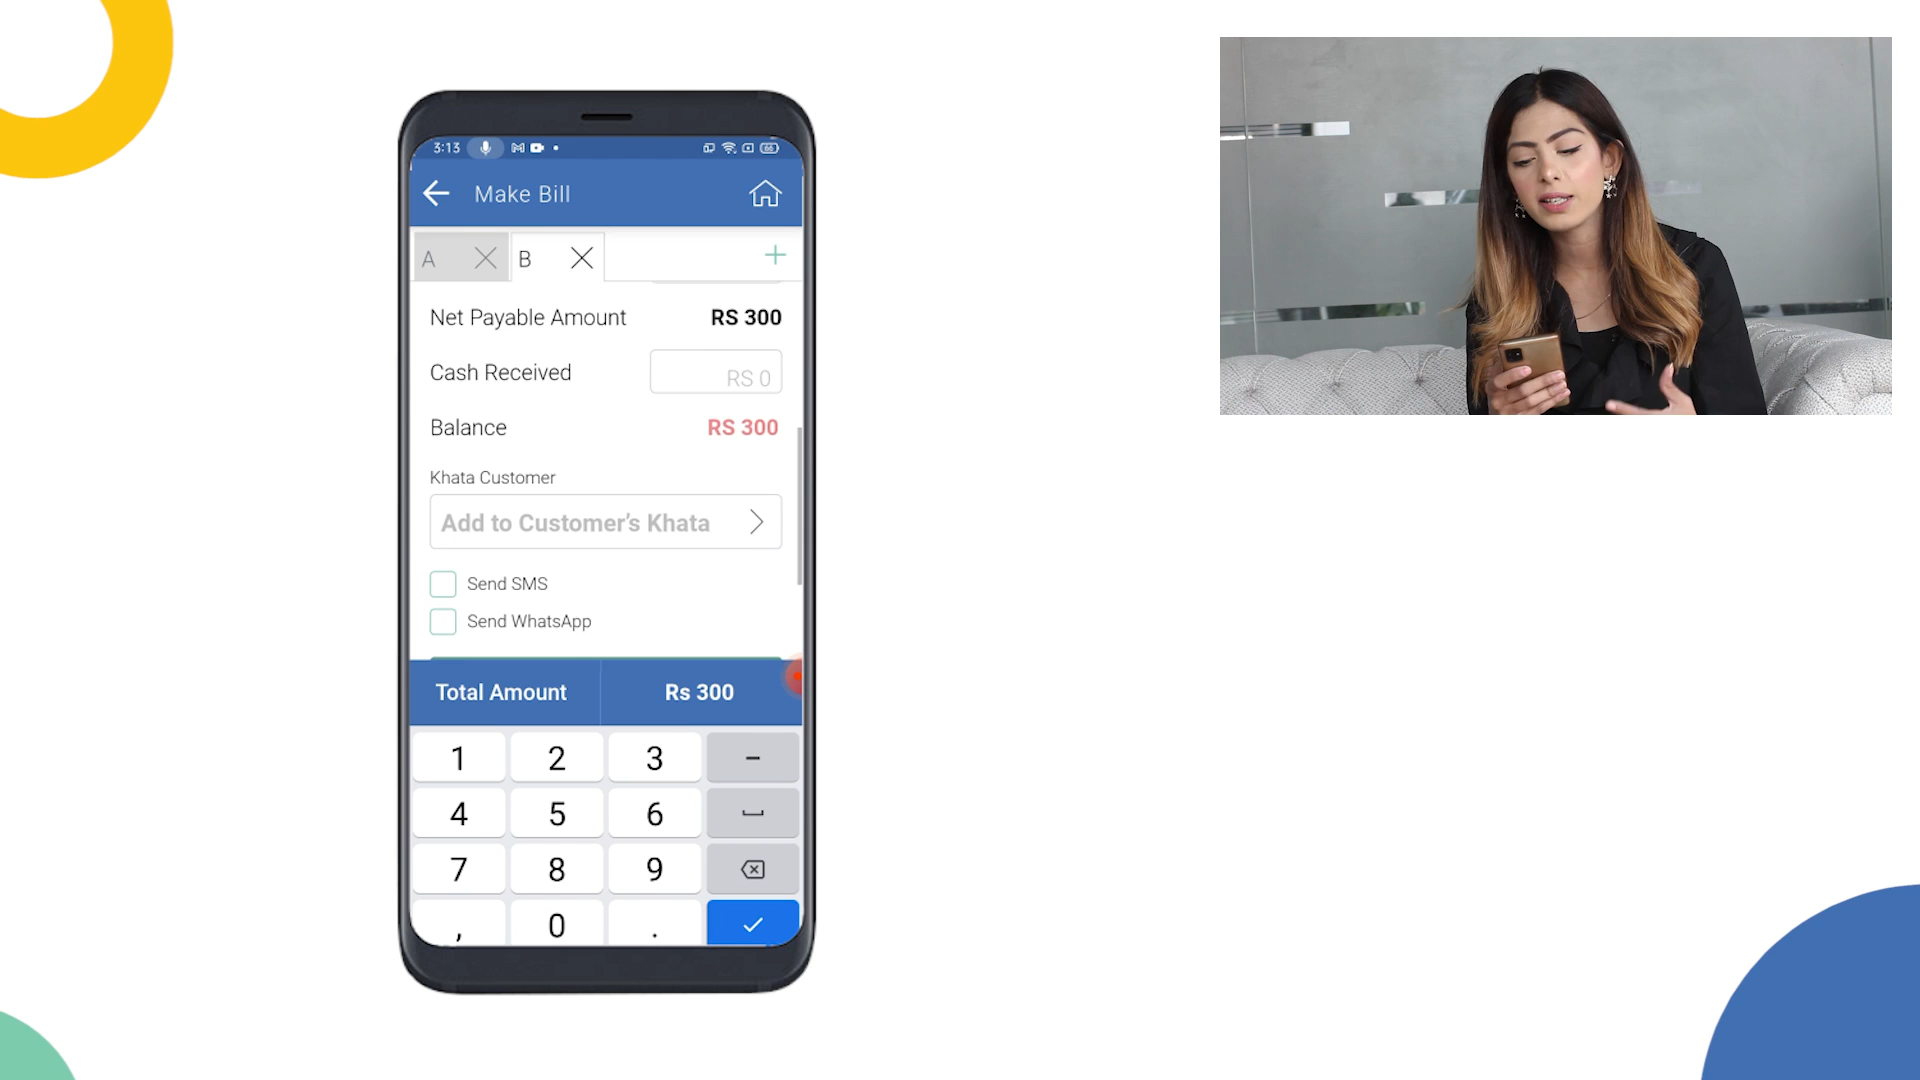 3:13
66
Make Bill
A
B
Net Payable Amount RS 300
Cash Received RS 0
Balance RS 300
Khata Customer
Add to Customer’s Khata
Send SMS
Send WhatsApp
Total Amount Rs 300
1 2 3 –
4 5 6
7 8 9
, 0 .